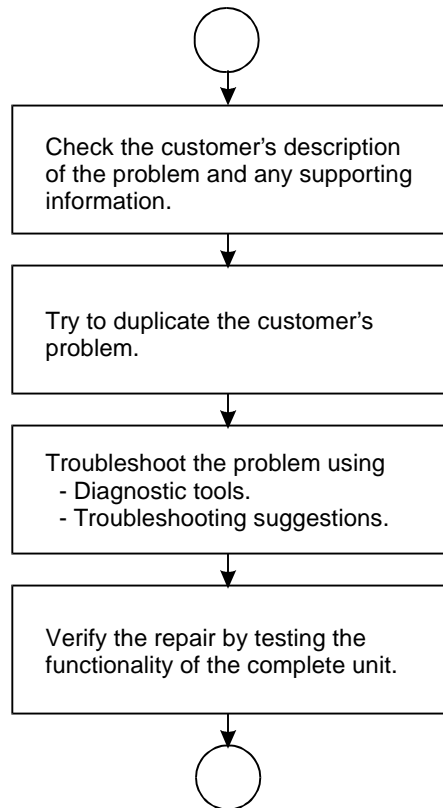 Check the customer’s description
of the problem and any supporting
information.
Try to duplicate the customer’s
problem.
Troubleshoot the problem using
- Diagnostic tools.
- Troubleshooting suggestions.
Verify the repair by testing the
functionality of the complete unit.